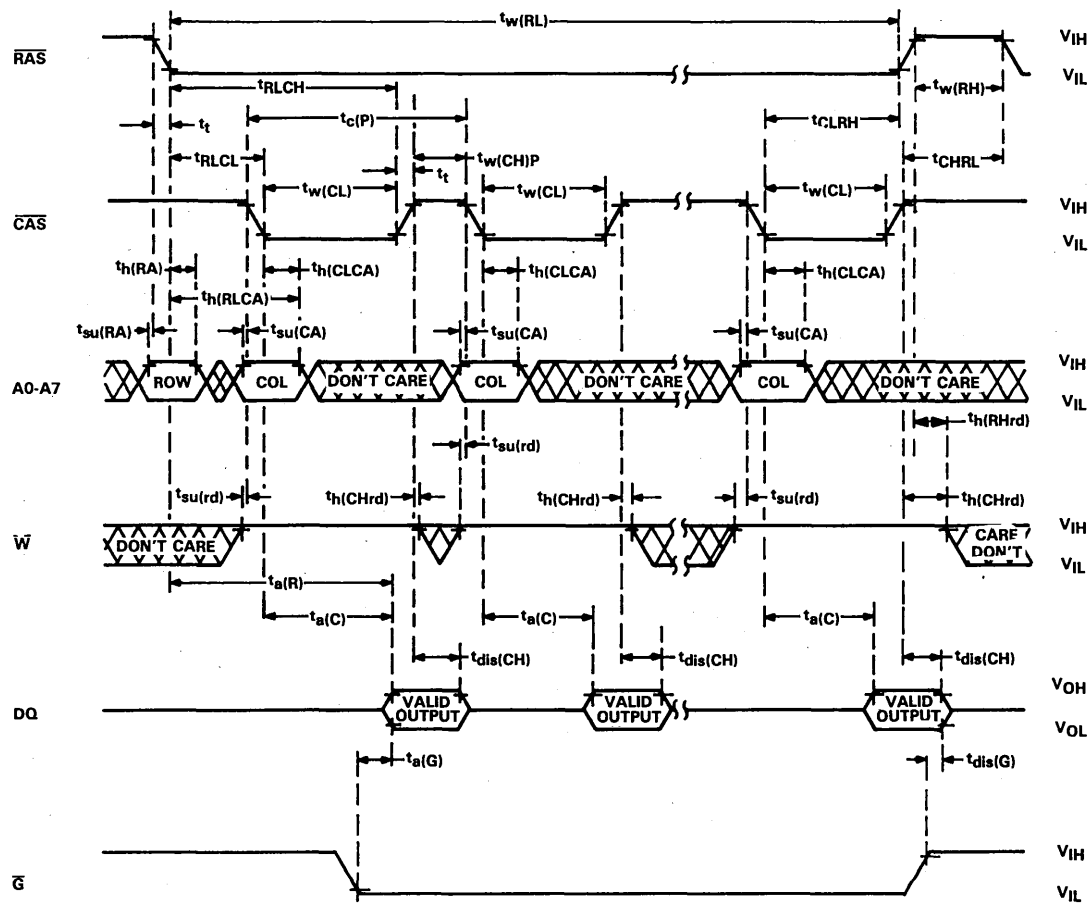 tw(RL)
RAS VIH
VIL
tRLCH tw(RH)
tt tc(P) tCLRH
tRLCL tw(CH)P tCHRL
tt
tw(CL) tw(CL) tw(CL)
CAS VIH
VIL
th(RA) th(CLCA) th(CLCA) th(CLCA)
th(RLCA)
tsu(RA) tsu(CA) tsu(CA) tsu(CA)
A0-A7 ROW COL DON'T CARE COL DON'T CARE COL DON'T CARE VIH
VIL
th(RHrd)
tsu(rd)
tsu(rd) th(CHrd) th(CHrd) tsu(rd) th(CHrd)
W DON'T CARE CARE VIH
DON'T VIL
ta(R)
ta(C) ta(C) ta(C)
tdis(CH) tdis(CH) tdis(CH)
DQ VALID VALID VALID VOH
OUTPUT OUTPUT OUTPUT VOL
ta(G) tdis(G)
G VIH
VIL